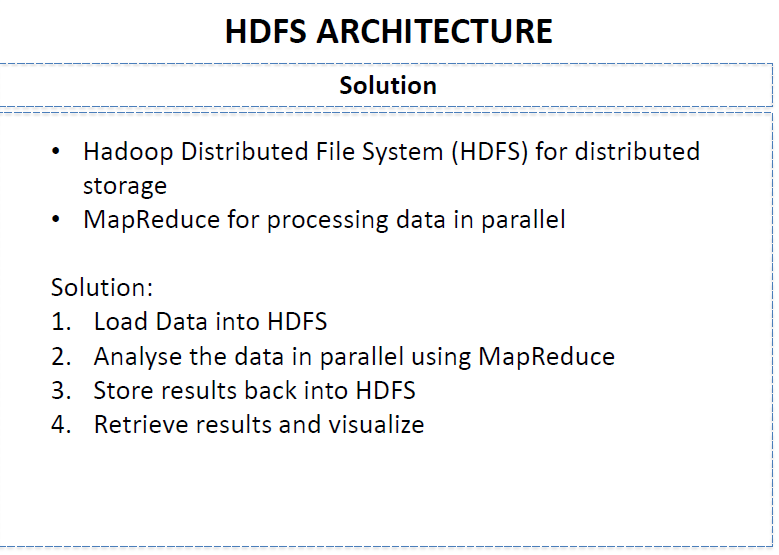 HDFS ARCHITECTURE
Solution
• Hadoop Distributed File System (HDFS) for distributed
storage
• MapReduce for processing data in parallel
Solution:
1. Load Data into HDFS
2. Analyse the data in parallel using MapReduce
3. Store results back into HDFS
4. Retrieve results and visualize